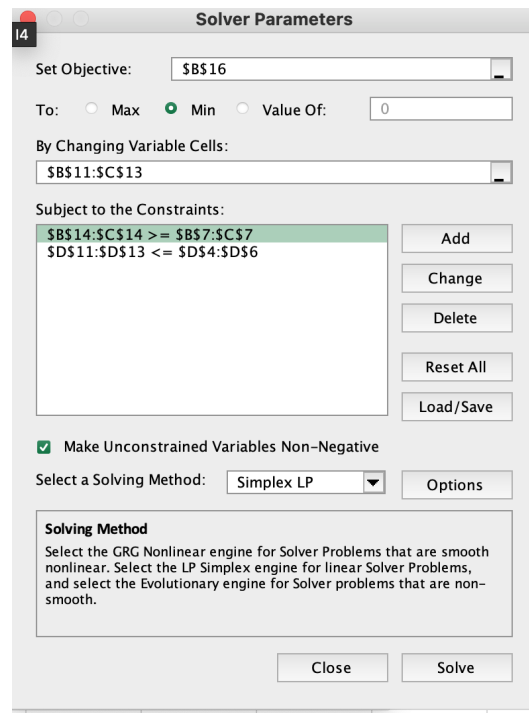 Solver Parameters
I4
Set Objective:
$B$16
To:
Max
Min
Value Of:
0
By Changing Variable Cells:
$B$11:$C$13
Subject to the Constraints:
$B$14:$C$14 >= $B$7:$C$7
$D$11:$D$13 <= $D$4:$D$6
Add
Change
Delete
Reset All
Load/Save
Make Unconstrained Variables Non-Negative
Select a Solving Method:
Simplex LP
Options
Solving Method
Select the GRG Nonlinear engine for Solver Problems that are smooth
nonlinear. Select the LP Simplex engine for linear Solver Problems,
and select the Evolutionary engine for Solver problems that are non-
smooth.
Close
Solve